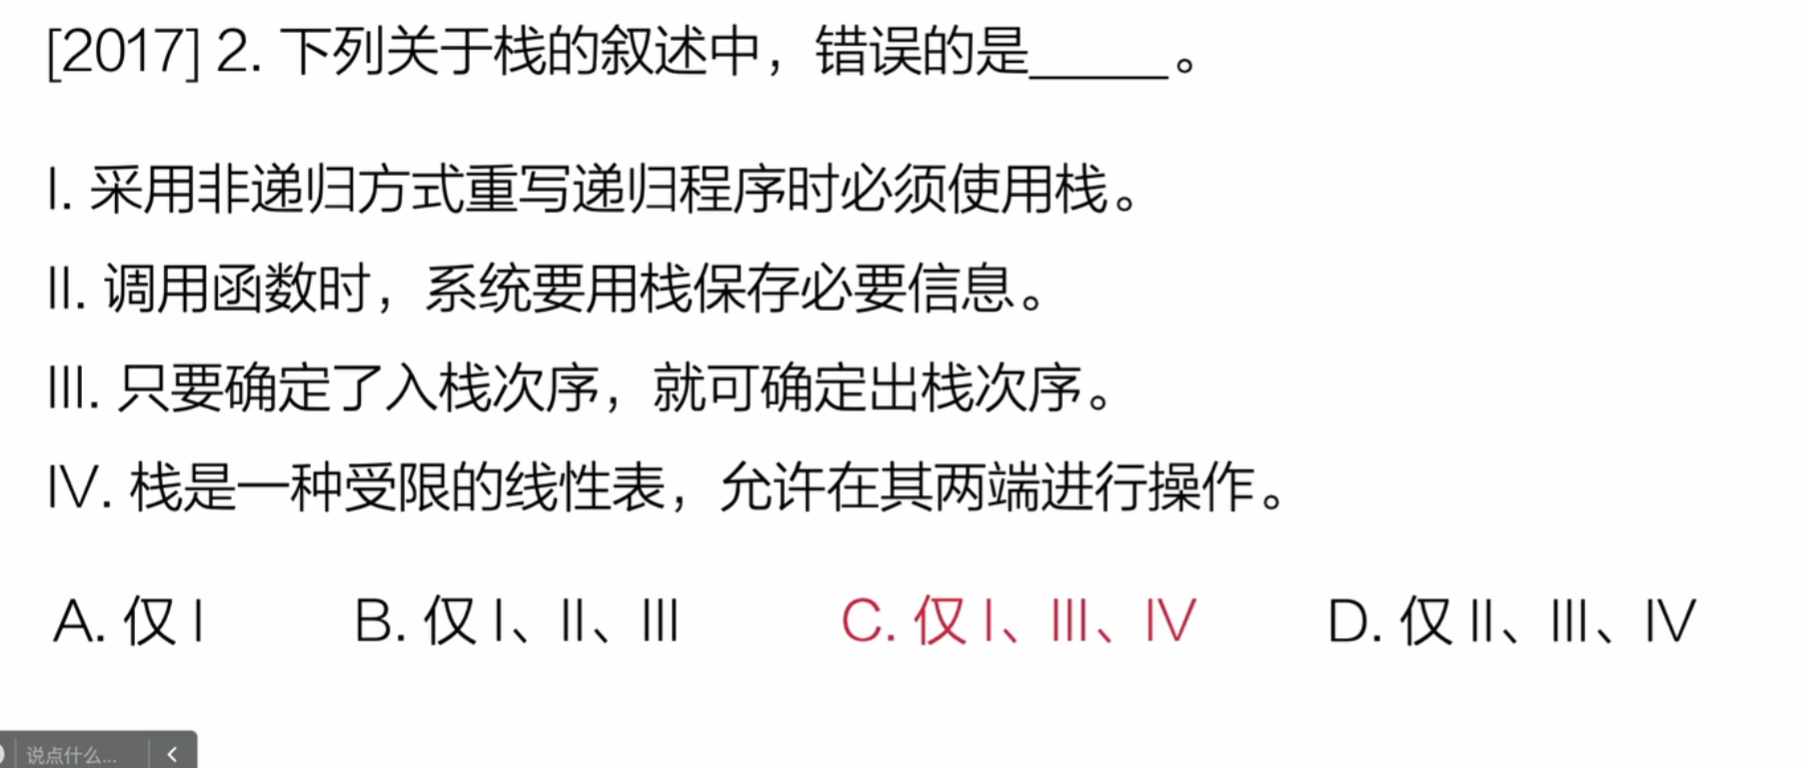 [2017] 2. 下列关于栈的叙述中，错误的是_____。
I. 采用非递归方式重写递归程序时必须使用栈。
II. 调用函数时，系统要用栈保存必要信息。
III. 只要确定了入栈次序，就可确定出栈次序。
IV. 栈是一种受限的线性表，允许在其两端进行操作。
A. 仅 I B. 仅 I、II、III C. 仅 I、III、IV D. 仅 II、III、IV
说点什么...